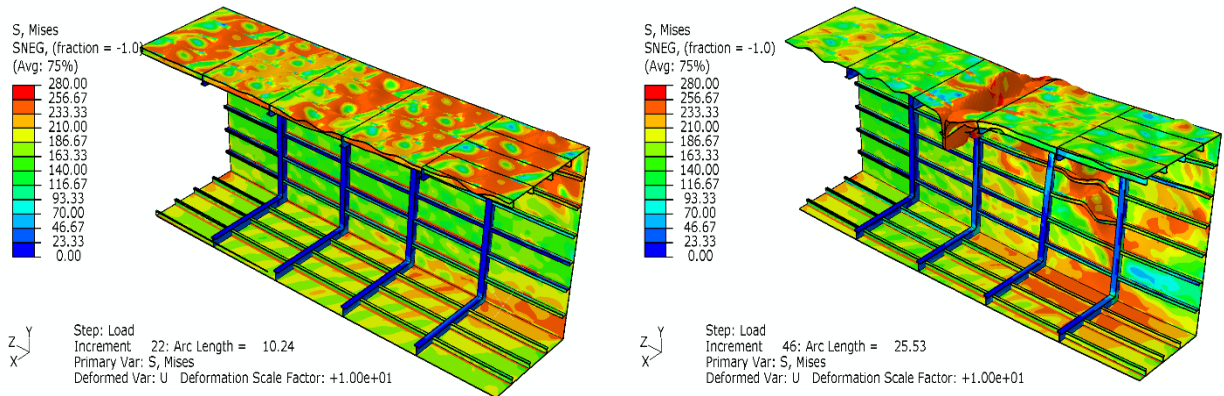 S, Mises
SNEG, (fraction = -1.0)
(Avg: 75%)
280.00
256.67
233.33
210.00
186.67
163.33
140.00
116.67
93.33
70.00
46.67
23.33
0.00
Y
Z
X
Step: Load
Increment 22: Arc Length = 10.24
Primary Var: S, Mises
Deformed Var: U Deformation Scale Factor: +1.00e+01
S, Mises
SNEG, (fraction = -1.0)
(Avg: 75%)
280.00
256.67
233.33
210.00
186.67
163.33
140.00
116.67
93.33
70.00
46.67
23.33
0.00
Y
Z
X
Step: Load
Increment 46: Arc Length = 25.53
Primary Var: S, Mises
Deformed Var: U Deformation Scale Factor: +1.00e+01